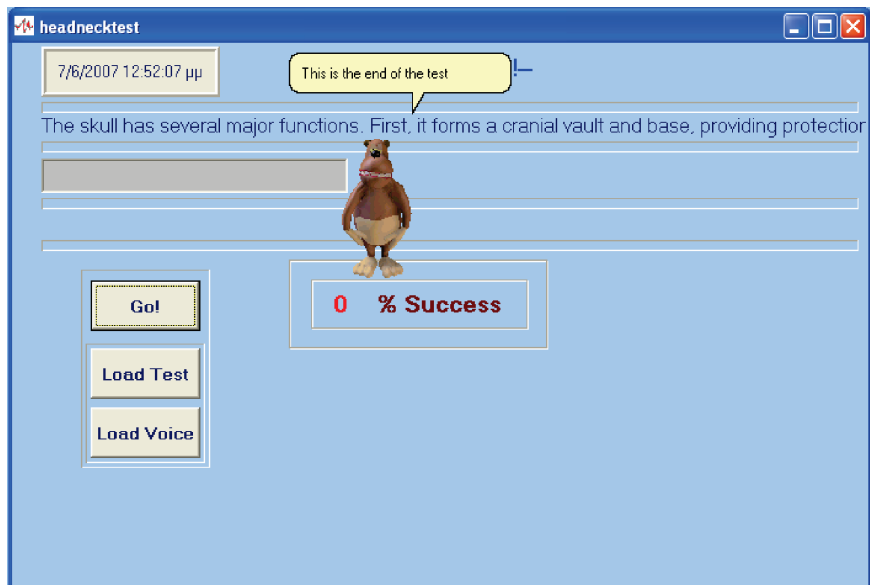 headnecktest
7/6/2007 12:52:07 μμ
This is the end of the test
The skull has several major functions. First, it forms a cranial vault and base, providing protection
0 % Success
Go!
Load Test
Load Voice